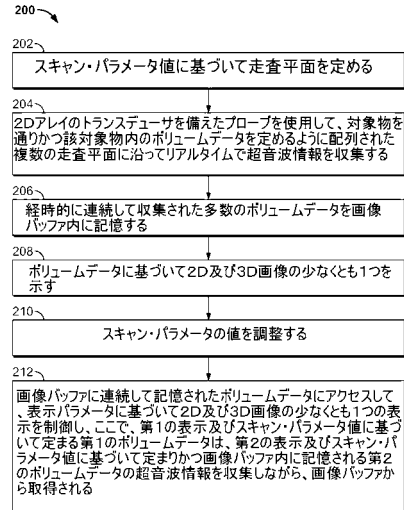 200
202
スキャン・パラメータ値に基づいて走査平面を定める
204
2Dアレイのトランスデューサを備えたプローブを使用して、対象物を
通りかつ該対象物内のボリュームデータを定めるように配列された
複数の走査平面に沿ってリアルタイムで超音波情報を収集する
206
経時的に連続して収集された多数のボリュームデータを画像
バッファ内に記憶する
208
ボリュームデータに基づいて2D及び3D画像の少なくとも1つを
示す
210
スキャン・パラメータの値を調整する
212
画像バッファに連続して記憶されたボリュームデータにアクセスして
、表示パラメータに基づいて2D及び3D画像の少なくとも1つの表
示を制御し、ここで、第1の表示及びスキャン・パラメータ値に基づ
いて定まる第1のボリュームデータは、第2の表示及びスキャン・パ
ラメータ値に基づいて定まりかつ画像バッファ内に記憶される第2
のボリュームデータの超音波情報を収集しながら、画像バッファか
ら取得される